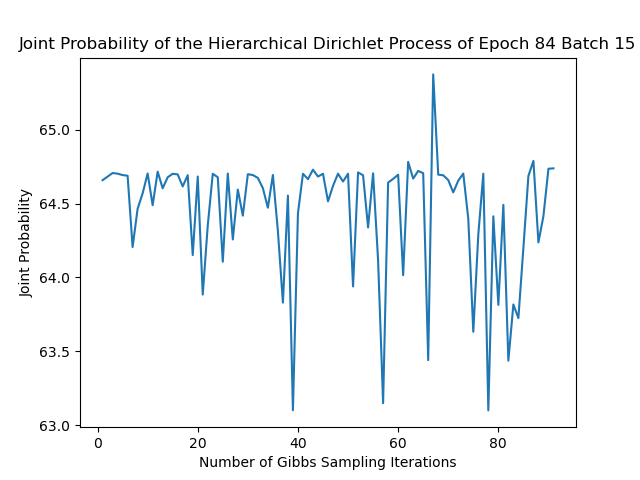 Joint Probability of the Hierarchical Dirichlet Process of Epoch 84 Batch 15
65.0
64.5
64.0
63.5
63.0
Joint Probability
0 20 40 60 80
Number of Gibbs Sampling Iterations